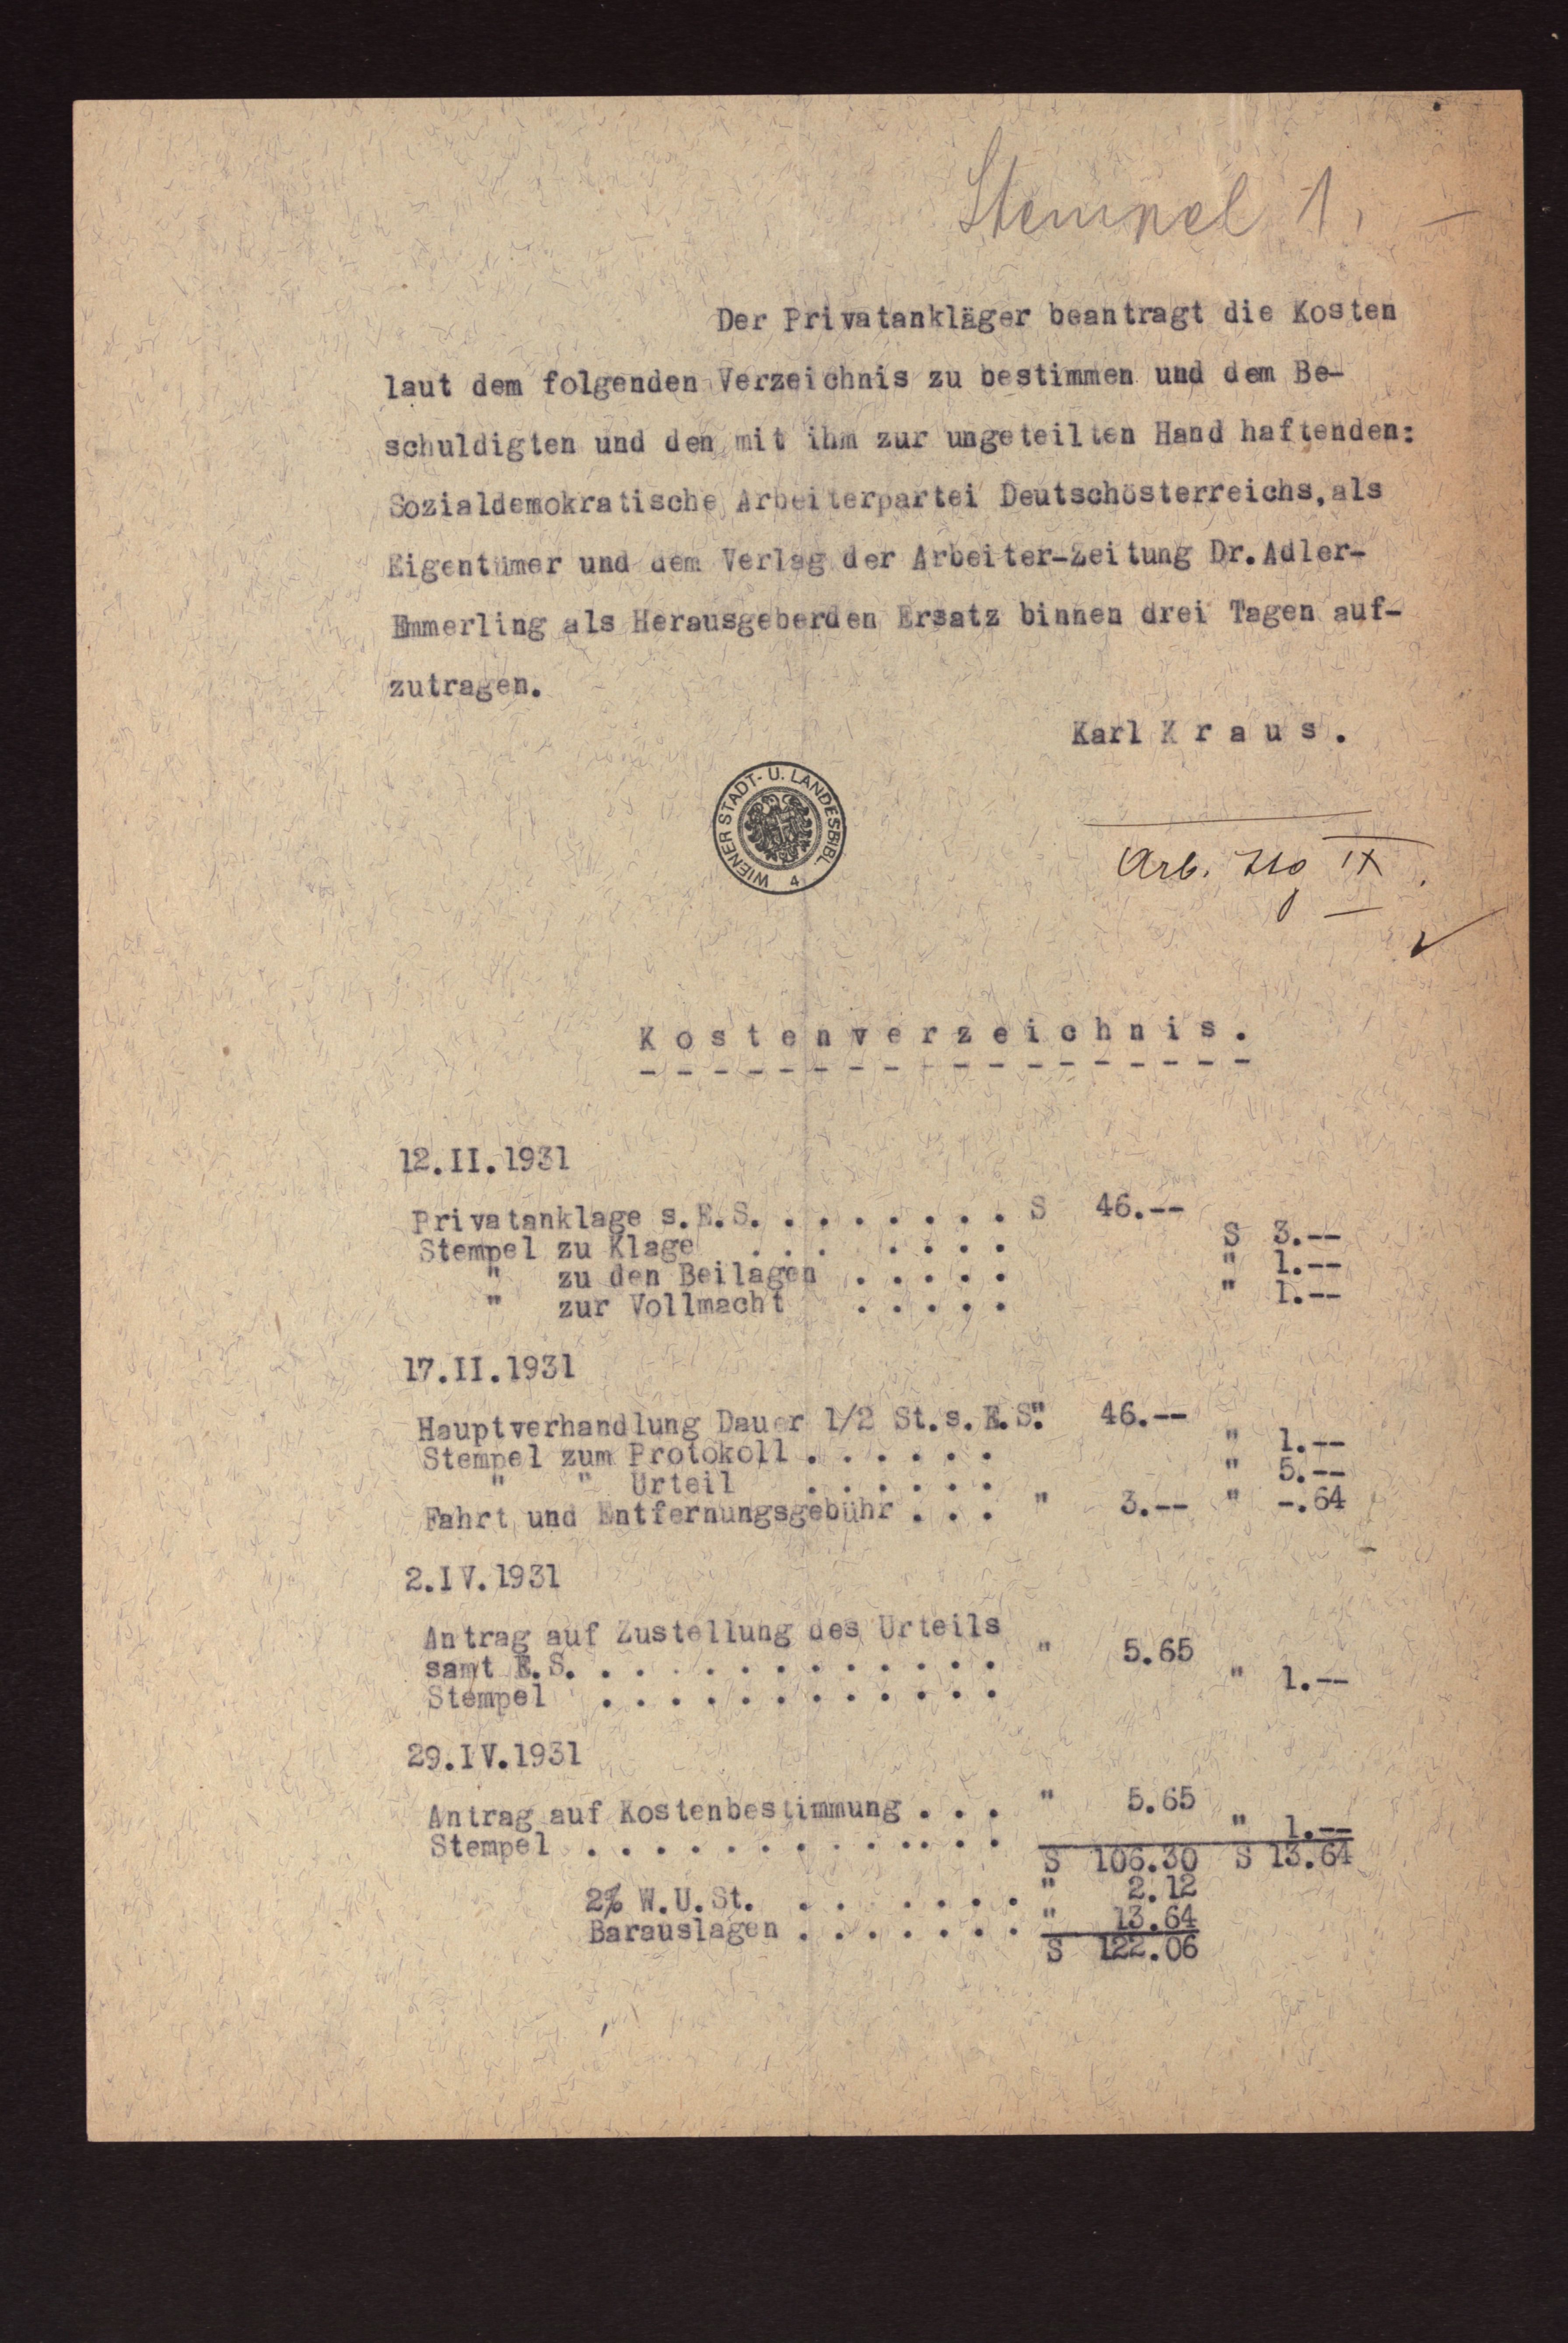 Stempel 1,—
Der Privatankläger beantragt die Kosten
laut dem folgenden Verzeichnis zu bestimmen und dem Be-
schuldigten und den mit ihm zur ungeteilten Hand haftenden:
Sozialdemokratische Arbeiterpartei Deutschösterreichs,als
Eigentümer und dem Verlag der Arbeiter-Zeitung Dr.Adler-
Emmerling als Herausgeberden Ersatz binnen drei Tagen auf-
zutragen.
Karl K r a u s .
WIENER STADT- U. LANDESBIBL 4
Arb. Ztg IX
K o s t e n v e r z e i c h n i s .
- - - - - - - - - - - - - - - - - -
12.II.1931
Privatanklage s.E.S. . . . . . . . S 46.--
Stempel zu Klage . . . . . . . S 3.--
" zu den Beilagen . . . . . " 1.--
" zur Vollmacht . . . . . " 1.--
17.II.1931
Hauptverhandlung Dauer 1/2 St.s.E.S." 46.--
Stempel zum Protokoll . . . . . . " 1.--
" " Urteil . . . . . . " 5.--
Fahrt und Entfernungsgebühr . . . " 3.-- " -.64
2.IV.1931
Antrag auf Zustellung des Urteils
samt E.S. . . . . . . . . . . . . " 5.65
Stempel . . . . . . . . . . . . " 1.--
29.IV.1931
Antrag auf Kostenbestimmung . . . " 5.65
Stempel . . . . . . . . . . . . . " 1.--
S 106.30 S 13.64
2% W.U.St. . . . . . . . " 2.12
Barauslagen . . . . . . . " 13.64
S 122.06